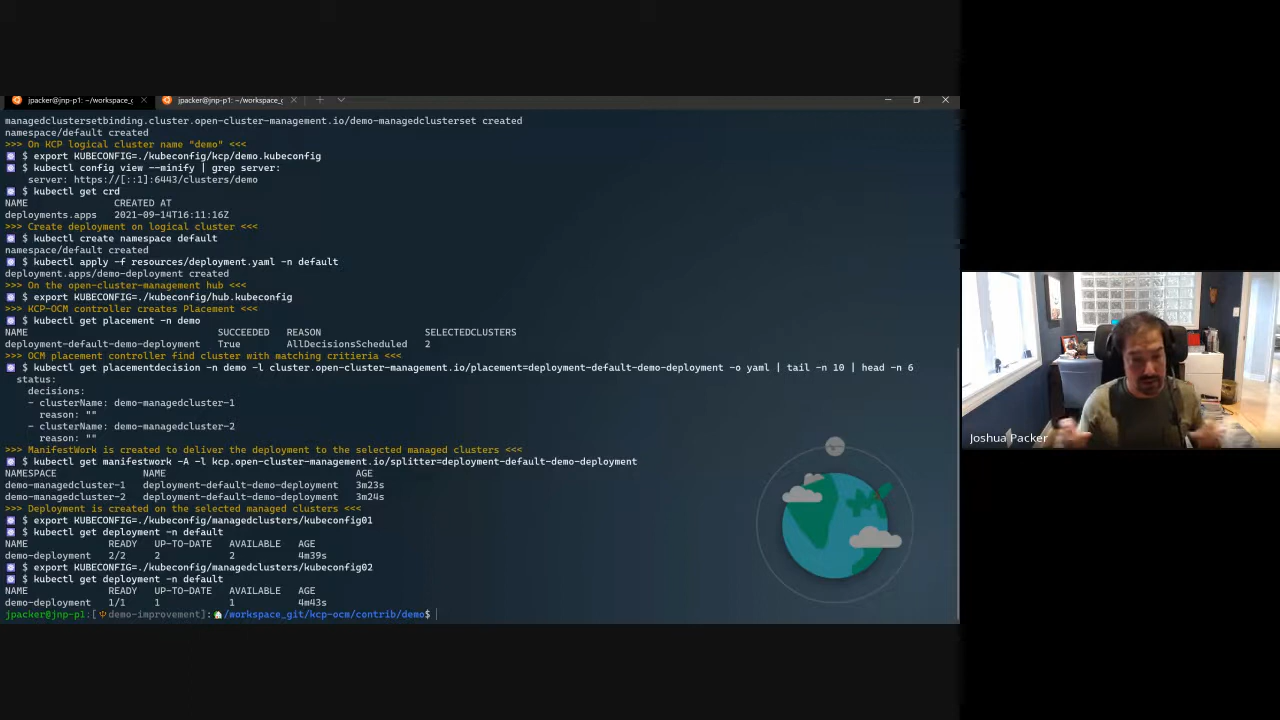 jpacker@jnp-p1: ~/workspace_g jpacker@jnp-p1: ~/workspace_g
managedclustersetbinding.cluster.open-cluster-management.io/demo-managedclusterset created
namespace/default created
>>> On KCP logical cluster name "demo" <<<
$ export KUBECONFIG=./kubeconfig/kcp/demo.kubeconfig
$ kubectl config view --minify | grep server:
server: https://[::1]:6443/clusters/demo
$ kubectl get crd
NAME CREATED AT
deployments.apps 2021-09-14T16:11:16Z
>>> Create deployment on logical cluster <<<
$ kubectl create namespace default
namespace/default created
$ kubectl apply -f resources/deployment.yaml -n default
deployment.apps/demo-deployment created
>>> On the open-cluster-management hub <<<
$ export KUBECONFIG=./kubeconfig/hub.kubeconfig
>>> KCP-OCM controller creates Placement <<<
$ kubectl get placement -n demo
NAME SUCCEEDED REASON SELECTEDCLUSTERS
deployment-default-demo-deployment True AllDecisionsScheduled 2
>>> OCM placement controller find cluster with matching critieria <<<
$ kubectl get placementdecision -n demo -l cluster.open-cluster-management.io/placement=deployment-default-demo-deployment -o yaml | tail -n 10 | head -n 6
status:
decisions:
- clusterName: demo-managedcluster-1
reason: ""
- clusterName: demo-managedcluster-2
reason: ""
>>> ManifestWork is created to deliver the deployment to the selected managed clusters <<<
$ kubectl get manifestwork -A -l kcp.open-cluster-management.io/splitter=deployment-default-demo-deployment
NAMESPACE NAME AGE
demo-managedcluster-1 deployment-default-demo-deployment 3m23s
demo-managedcluster-2 deployment-default-demo-deployment 3m24s
>>> Deployment is created on the selected managed clusters <<<
$ export KUBECONFIG=./kubeconfig/managedclusters/kubeconfig01
$ kubectl get deployment -n default
NAME READY UP-TO-DATE AVAILABLE AGE
demo-deployment 2/2 2 2 4m39s
$ export KUBECONFIG=./kubeconfig/managedclusters/kubeconfig02
$ kubectl get deployment -n default
NAME READY UP-TO-DATE AVAILABLE AGE
demo-deployment 1/1 1 1 4m43s
jpacker@jnp-p1:[ demo-improvement]: /workspace_git/kcp-ocm/contrib/demo$
Joshua Packer